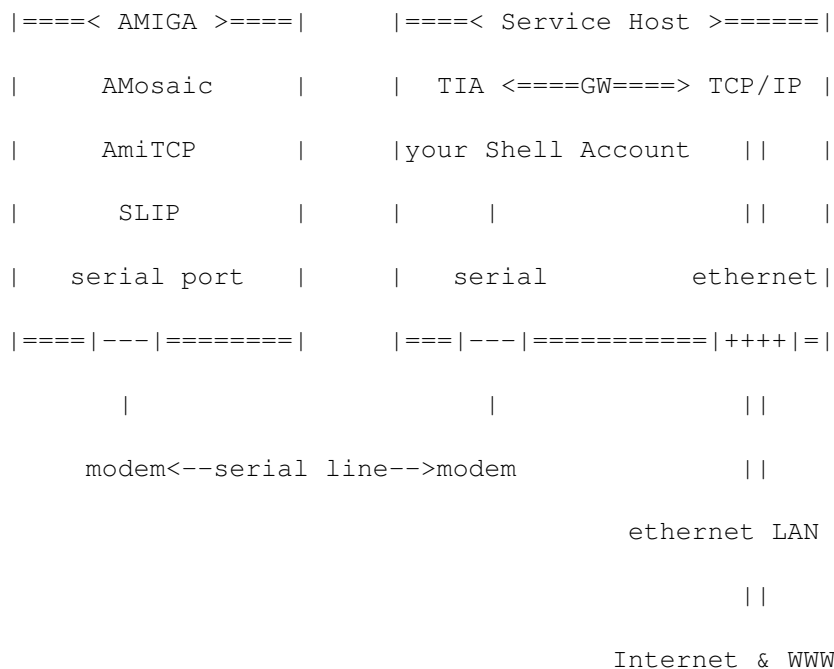 |====< AMIGA >====|     |====< Service Host >======|
|     AMosaic     |     |  TIA <====GW====> TCP/IP |
|     AmiTCP      |     |your Shell Account   ||   |
|      SLIP       |     |     |               ||   |
|   serial port   |     |   serial        ethernet|
|====|---|========|     |===|---|===========|++++|=|
       |                      |               ||
     modem<--serial line-->modem              ||
                                       ethernet LAN
                                              ||
                                      Internet & WWW